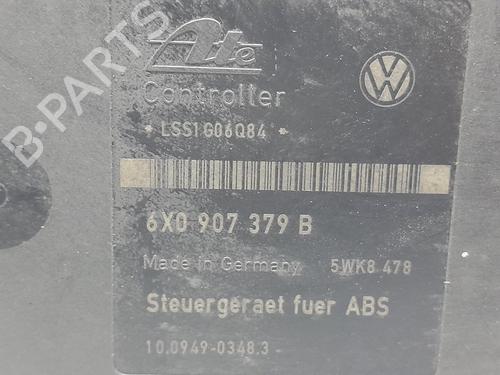 Ate
Controller
* LSS1G06Q84 *
6X0 907 379 B
Made in Germany 5WK8 478
Steuergeraet fuer ABS
10.0949-0348.3
B-PARTS